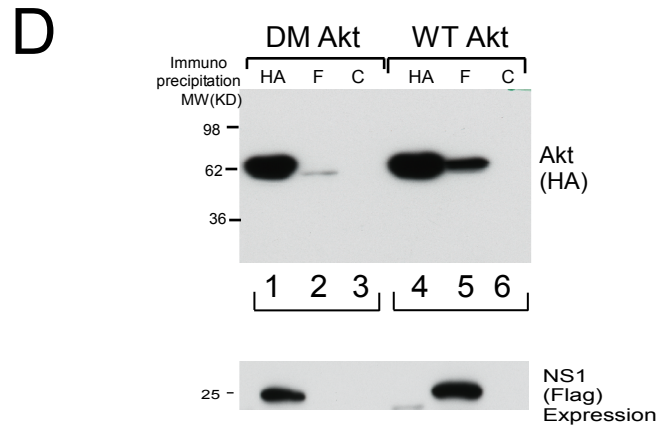 D
DM Akt WT Akt
Immuno
precipitation HA F C HA F C
MW(KD)
98
62
Akt
(HA)
36
1 2 3 4 5 6
25
NS1
(Flag)
Expression